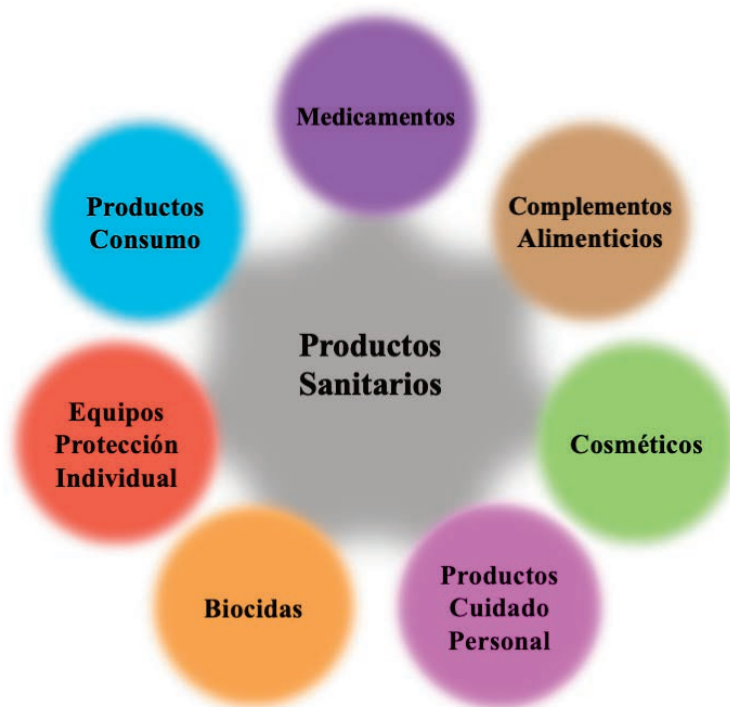 Medicamentos
Complementos
Alimenticios
Productos
Consumo
Productos
Sanitarios
Equipos
Protección
Individual
Cosméticos
Biocidas
Productos
Cuidado
Personal